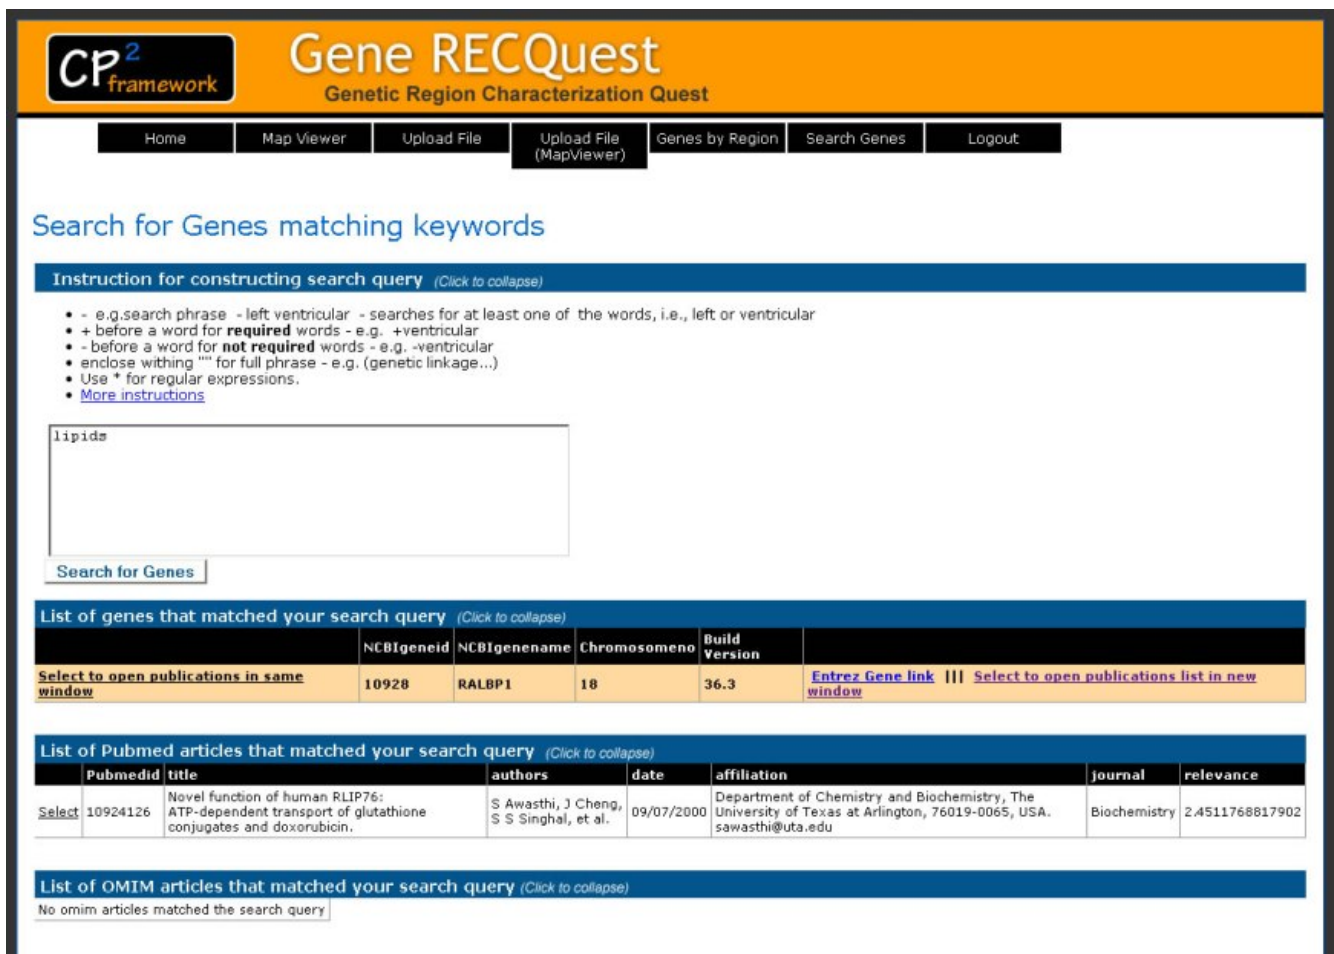 CP2 framework
Gene RECQuest
Genetic Region Characterization Quest
Home Map Viewer Upload File Upload File (MapViewer) Genes by Region Search Genes Logout
Search for Genes matching keywords
Instruction for constructing search query (Click to collapse)
• - e.g.search phrase - left ventricular - searches for at least one of the words, i.e., left or ventricular
• + before a word for required words - e.g. +ventricular
• - before a word for not required words - e.g. -ventricular
• enclose withing "" for full phrase - e.g. (genetic linkage...)
• Use * for regular expressions.
• More instructions
lipids
Search for Genes
List of genes that matched your search query (Click to collapse)
NCBIgeneid NCBIgenename Chromosomeno Build Version
Select to open publications in same window 10928 RALBP1 18 36.3 Entrez Gene link ||| Select to open publications list in new window
List of Pubmed articles that matched your search query (Click to collapse)
Pubmedid title authors date affiliation journal relevance
Select 10924126 Novel function of human RLIP76: ATP-dependent transport of glutathione conjugates and doxorubicin. S Awasthi, J Cheng, S S Singhal, et al. 09/07/2000 Department of Chemistry and Biochemistry, The University of Texas at Arlington, 76019-0065, USA. sawasthi@uta.edu Biochemistry 2.4511768817902
List of OMIM articles that matched your search query (Click to collapse)
No omim articles matched the search query